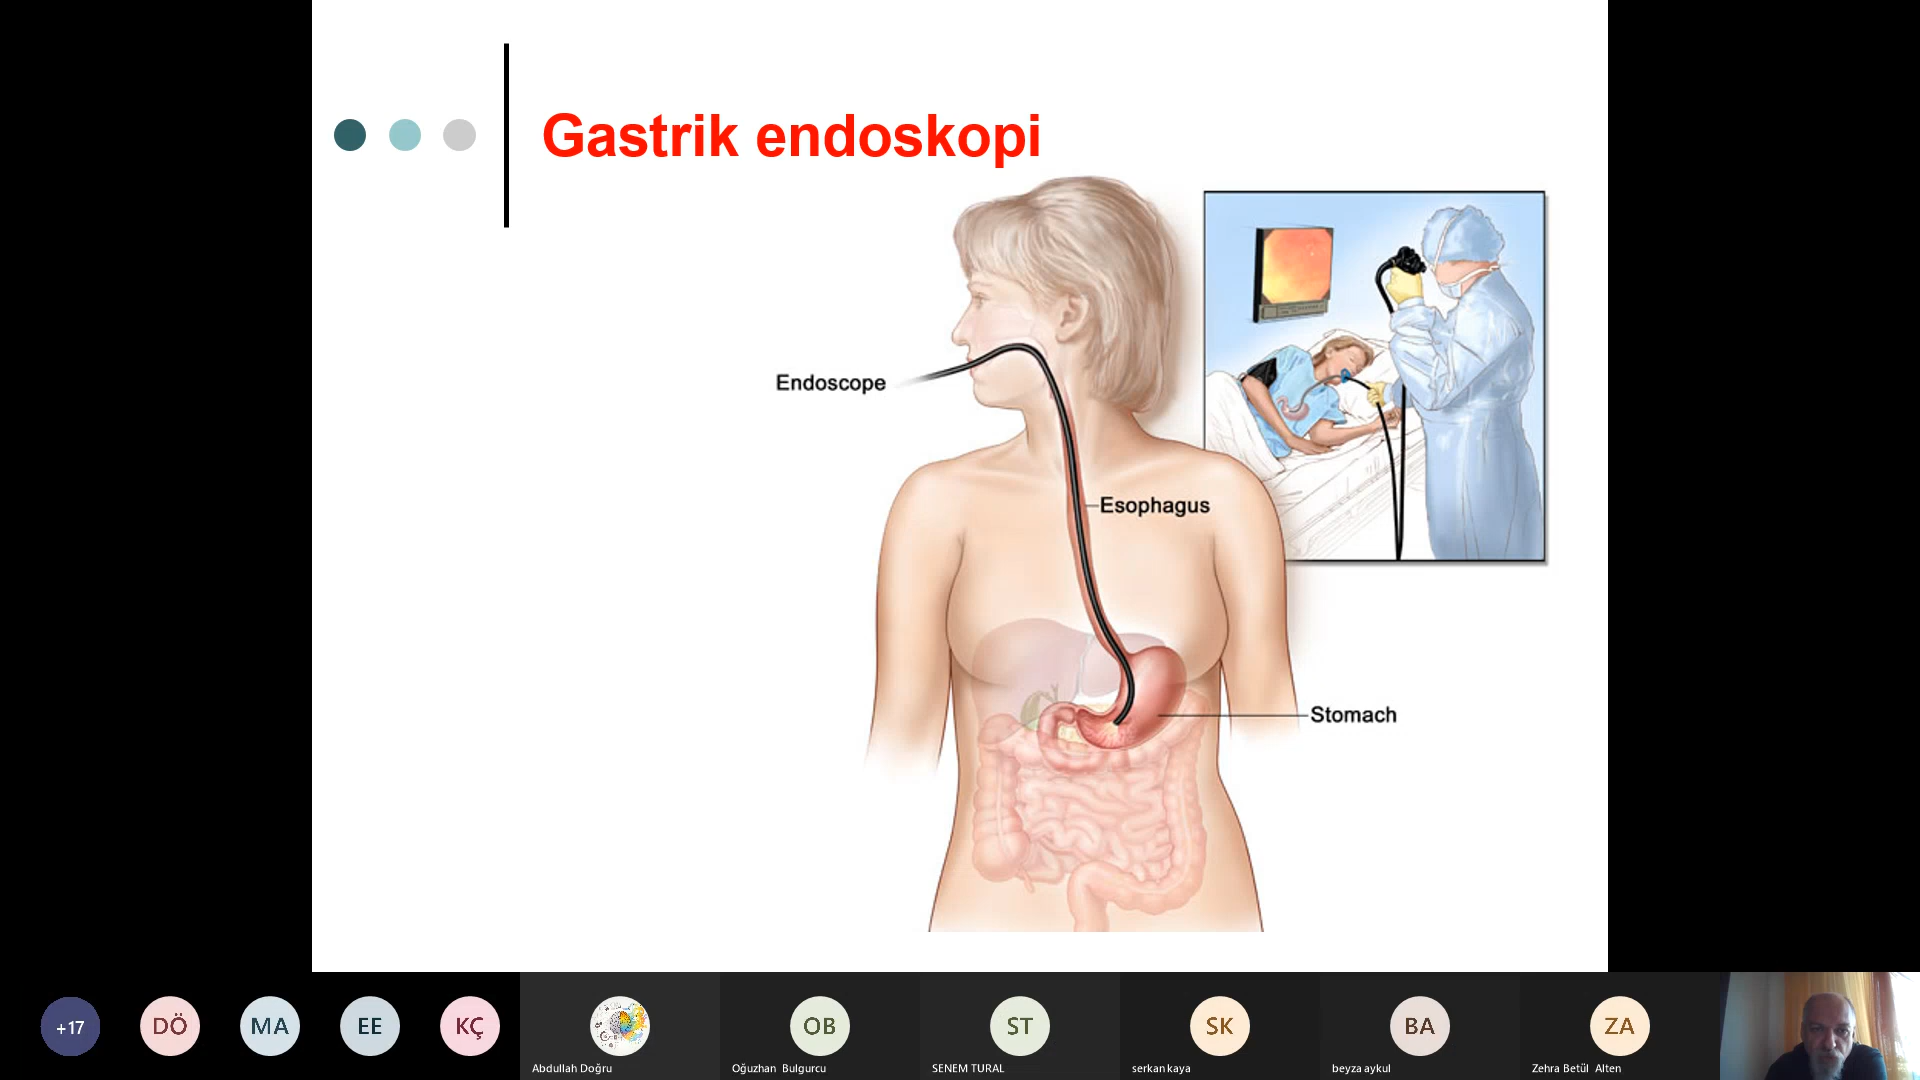 Gastrik endoskopi
Endoscope
Esophagus
Stomach
+17
DÖ
MA
EE
KÇ
OB
ST
SK
BA
ZA
Abdullah Doğru
Oğuzhan Bulgurcu
SENEM TURAL
serkan kaya
beyza aykul
Zehra Betül Alten